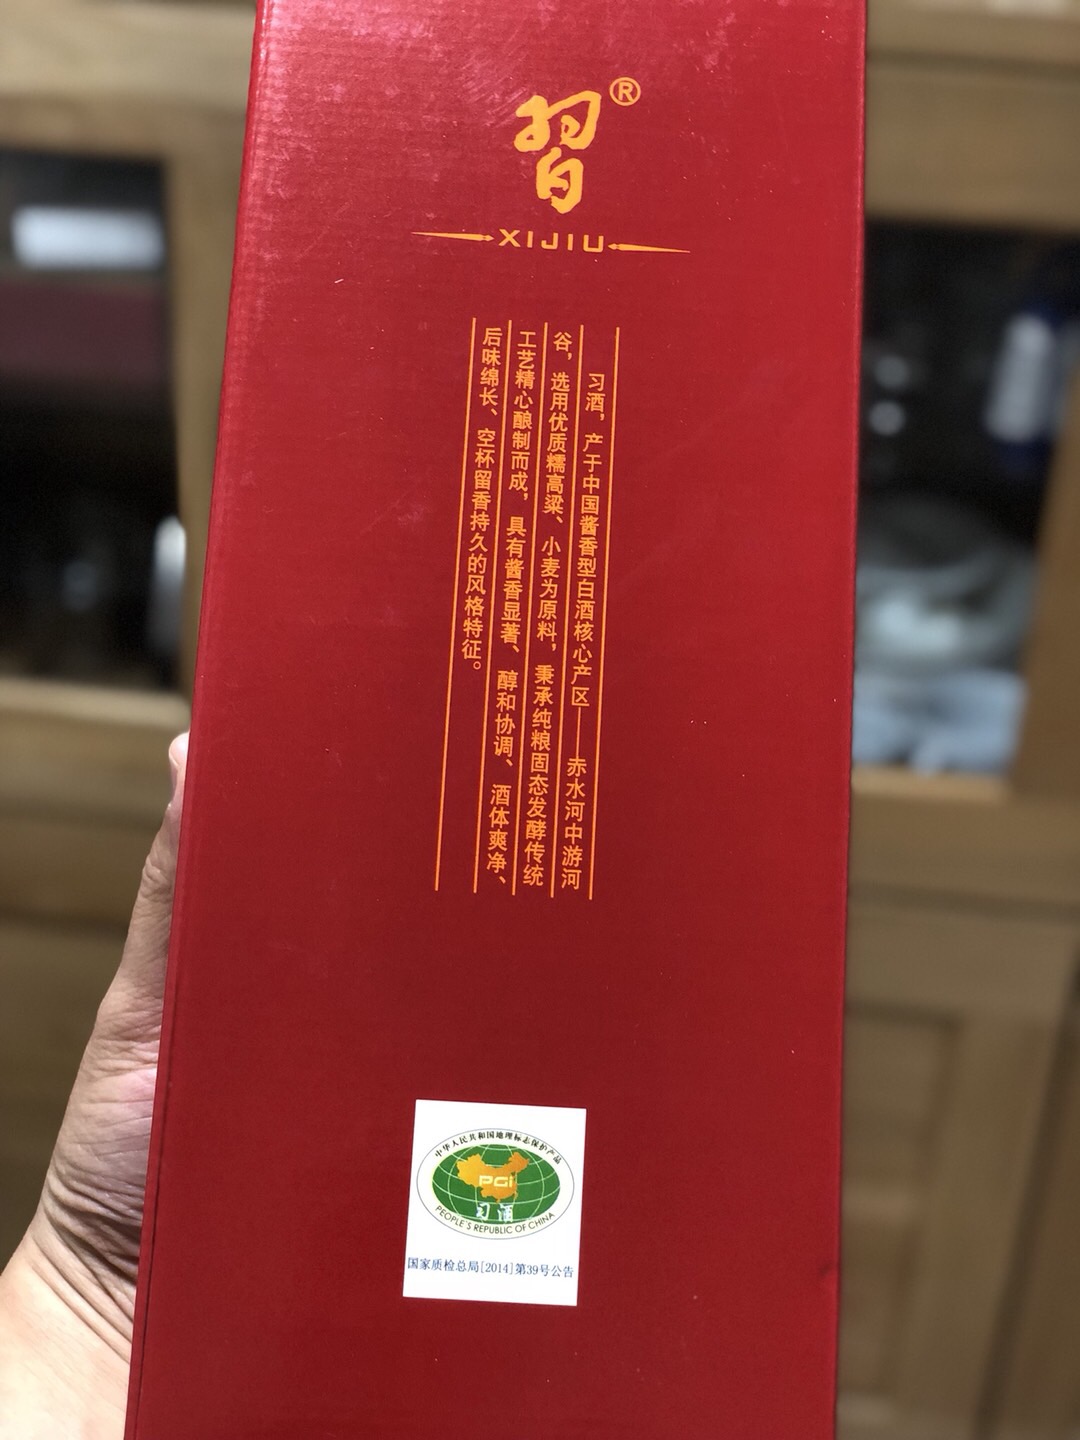 習®
XIJIU
习酒，产于中国酱香型白酒核心产区——赤水河中游河
谷，选用优质糯高粱、小麦为原料，秉承纯粮固态发酵传统
工艺精心酿制而成，具有酱香显著、醇和协调、酒体爽净、
后味绵长、空杯留香持久的风格特征。
中华人民共和国地理标志保护产品
PGI
习酒
PEOPLE'S REPUBLIC OF CHINA
国家质检总局[2014]第39号公告